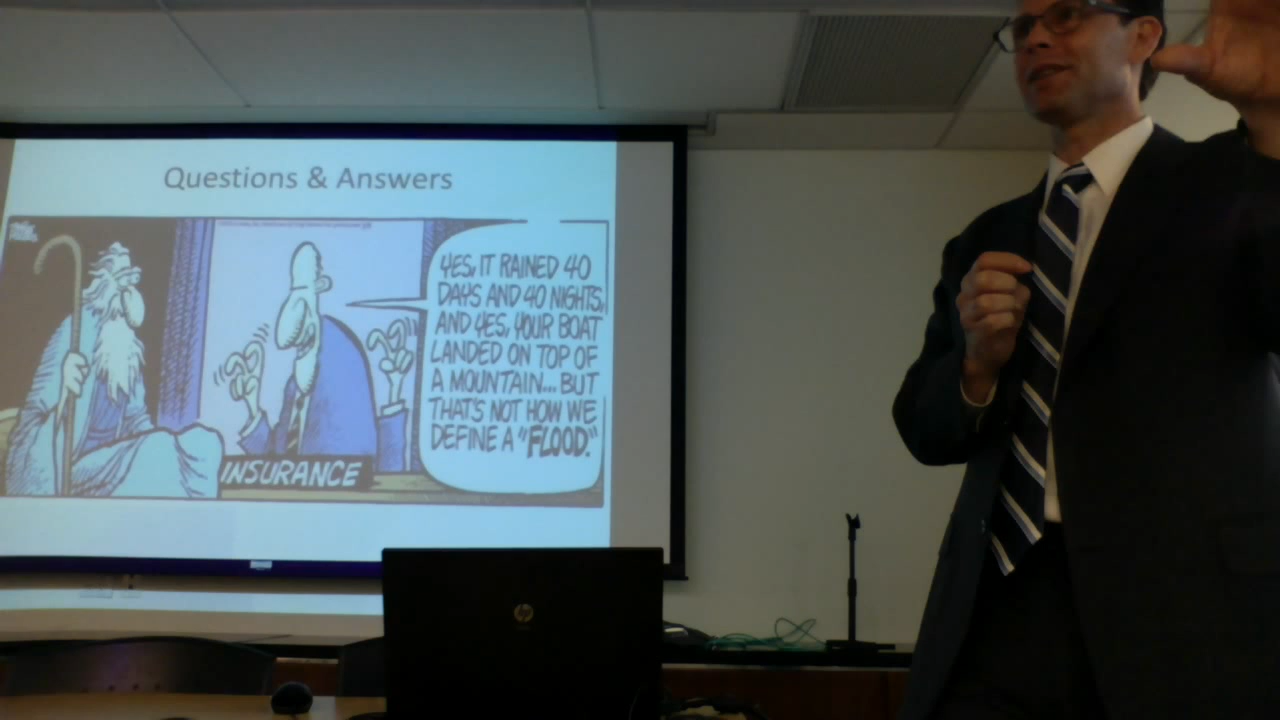 Questions & Answers
YES, IT RAINED 40
DAYS AND 40 NIGHTS,
AND YES, YOUR BOAT
LANDED ON TOP OF
A MOUNTAIN... BUT
THAT'S NOT HOW WE
DEFINE A "FLOOD."
INSURANCE
hp